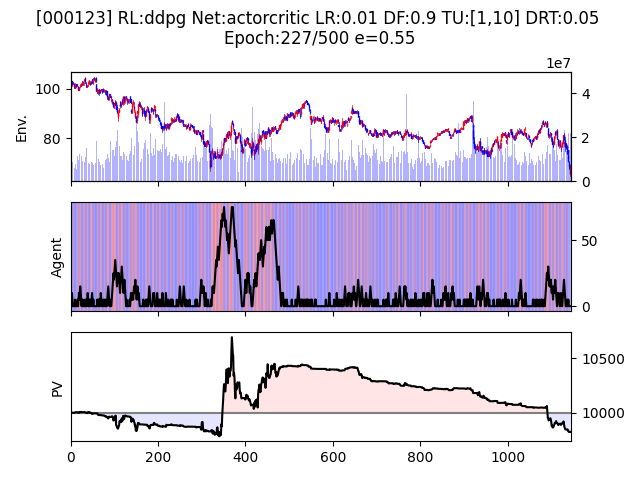 [000123] RL:ddpg Net:actorcritic LR:0.01 DF:0.9 TU:[1,10] DRT:0.05
Epoch:227/500 e=0.55
1e7
Env.
100
80
4
2
0
Agent
50
0
PV
10500
10000
0
200
400
600
800
1000